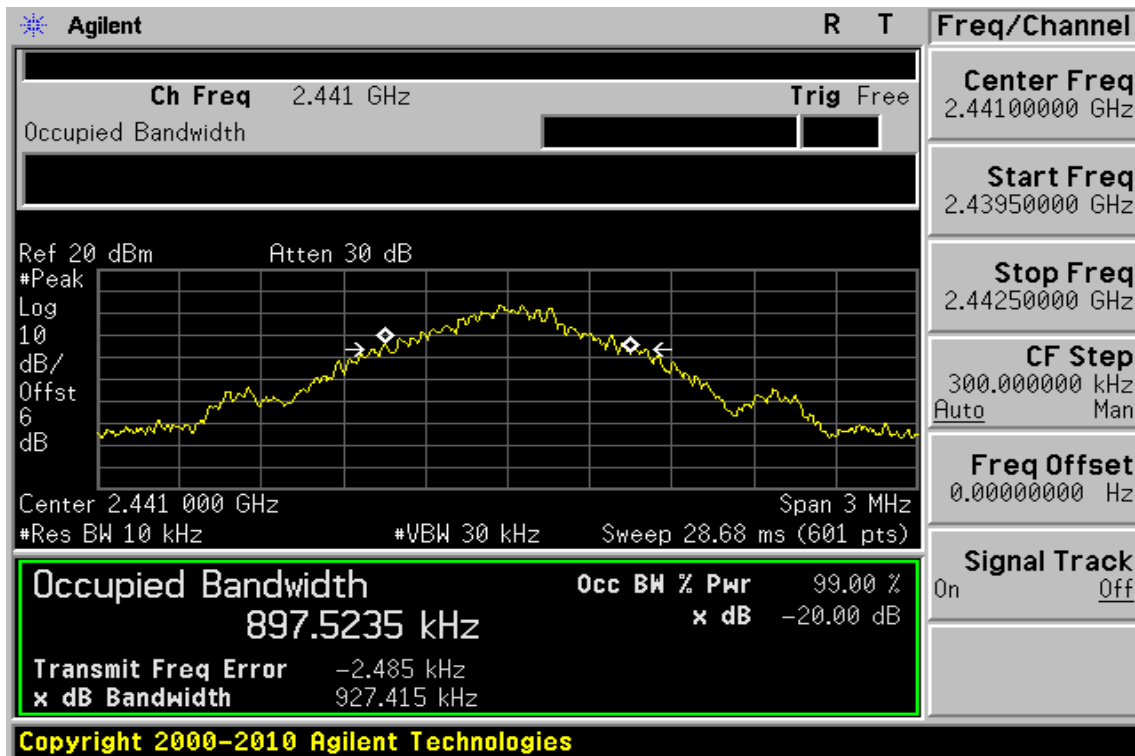 Agilent R T Freq/Channel
Ch Freq 2.441 GHz Trig Free
Occupied Bandwidth
Center Freq
2.44100000 GHz
Start Freq
2.43950000 GHz
Stop Freq
2.44250000 GHz
CF Step
300.000000 kHz
Auto Man
Freq Offset
0.00000000 Hz
Signal Track
On Off
Ref 20 dBm Atten 30 dB
#Peak
Log
10
dB/
Offst
6
dB
Center 2.441 000 GHz Span 3 MHz
#Res BW 10 kHz #VBW 30 kHz Sweep 28.68 ms (601 pts)
Occupied Bandwidth Occ BW % Pwr 99.00 %
897.5235 kHz x dB -20.00 dB
Transmit Freq Error -2.485 kHz
x dB Bandwidth 927.415 kHz
Copyright 2000-2010 Agilent Technologies